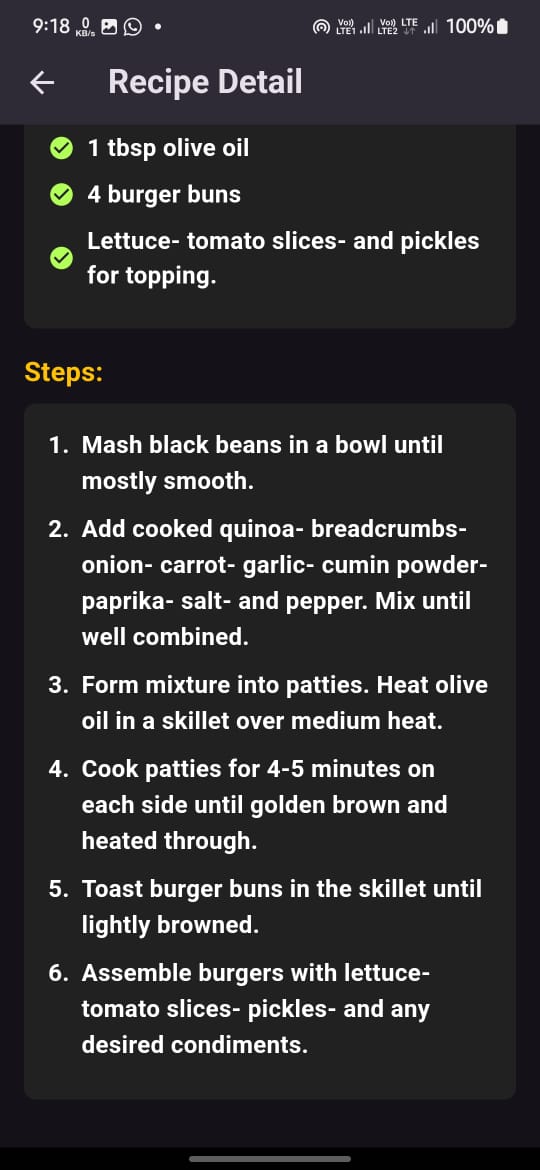 9:18 0 KB/s Vo)) LTE1 Vo)) LTE2 LTE 100%
Recipe Detail
1 tbsp olive oil
4 burger buns
Lettuce- tomato slices- and pickles
for topping.
Steps:
1. Mash black beans in a bowl until
mostly smooth.
2. Add cooked quinoa- breadcrumbs-
onion- carrot- garlic- cumin powder-
paprika- salt- and pepper. Mix until
well combined.
3. Form mixture into patties. Heat olive
oil in a skillet over medium heat.
4. Cook patties for 4-5 minutes on
each side until golden brown and
heated through.
5. Toast burger buns in the skillet until
lightly browned.
6. Assemble burgers with lettuce-
tomato slices- pickles- and any
desired condiments.